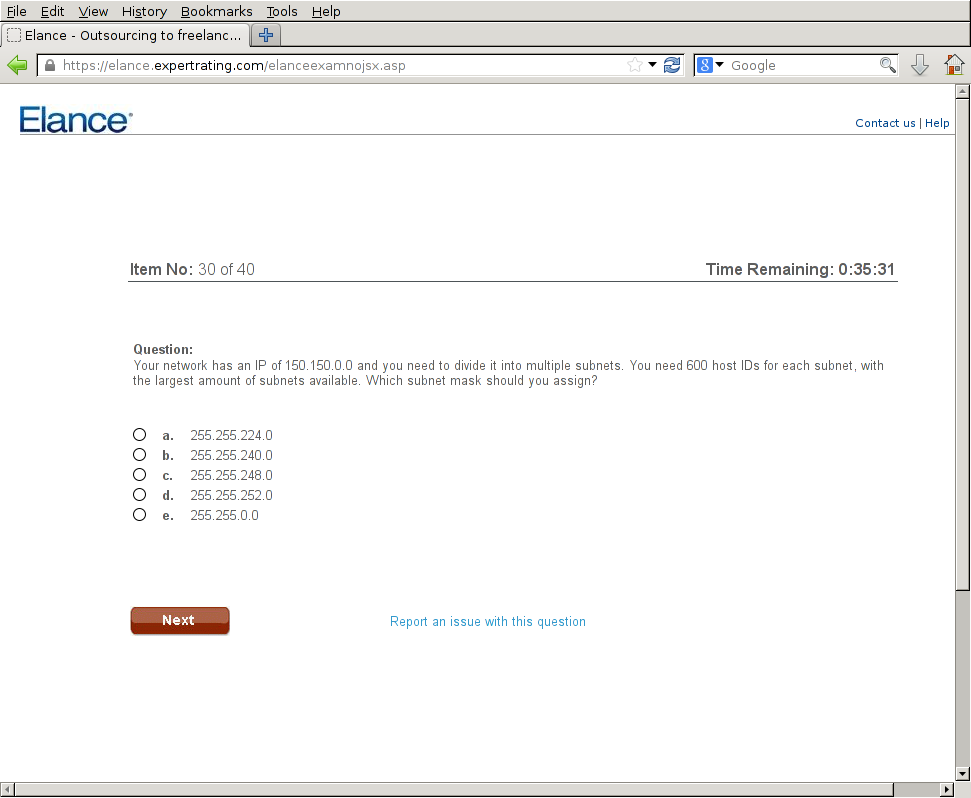 File Edit View History Bookmarks Tools Help
Elance - Outsourcing to freelanc...
https://elance.expertrating.com/elanceexamnojsx.asp
8 Google
Elance
Contact us | Help
Item No: 30 of 40
Time Remaining: 0:35:31
Question:
Your network has an IP of 150.150.0.0 and you need to divide it into multiple subnets. You need 600 host IDs for each subnet, with
the largest amount of subnets available. Which subnet mask should you assign?
a. 255.255.224.0
b. 255.255.240.0
c. 255.255.248.0
d. 255.255.252.0
e. 255.255.0.0
Next
Report an issue with this question